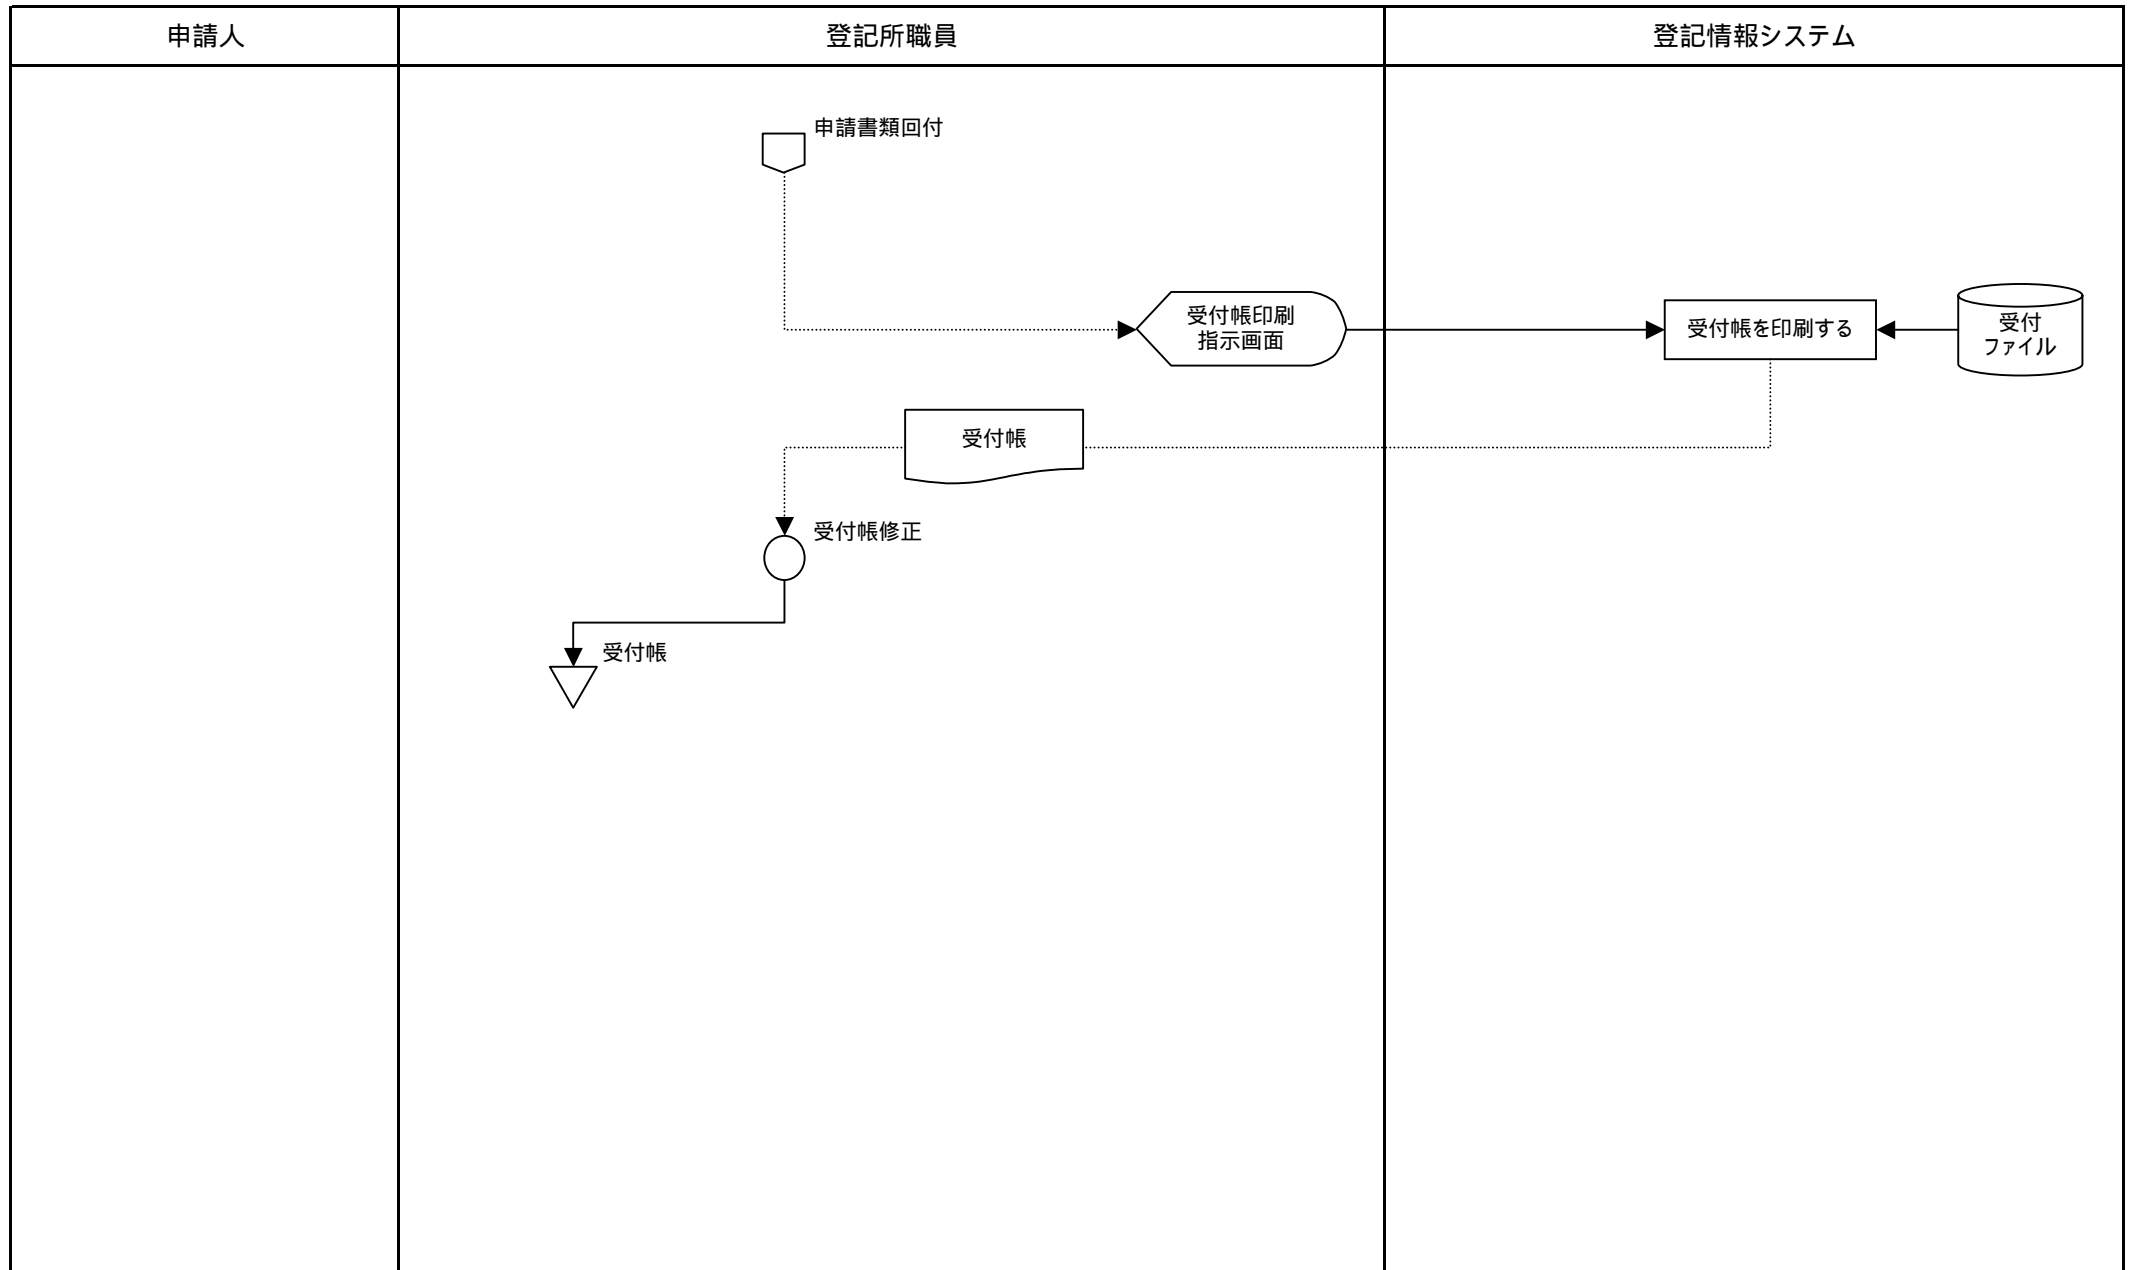 申請人
登記所職員
登記情報システム
申請書類回付
受付帳印刷
指示画面
受付帳を印刷する
受付
ファイル
受付帳
受付帳修正
受付帳